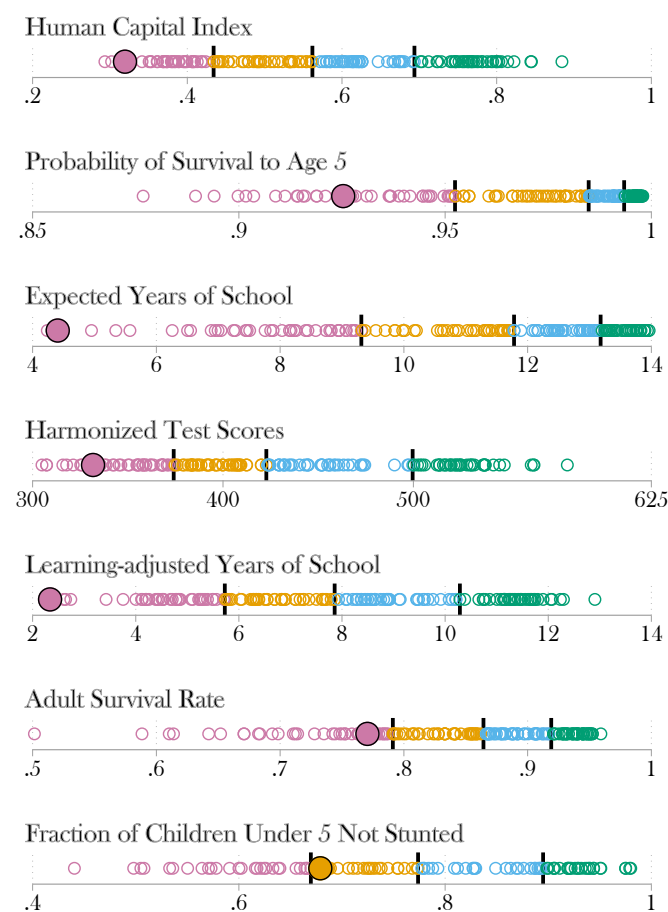 Human Capital Index
.2 .4 .6 .8 1
Probability of Survival to Age 5
.85 .9 .95 1
Expected Years of School
4 6 8 10 12 14
Harmonized Test Scores
300 400 500 625
Learning-adjusted Years of School
2 4 6 8 10 12 14
Adult Survival Rate
.5 .6 .7 .8 .9 1
Fraction of Children Under 5 Not Stunted
.4 .6 .8 1